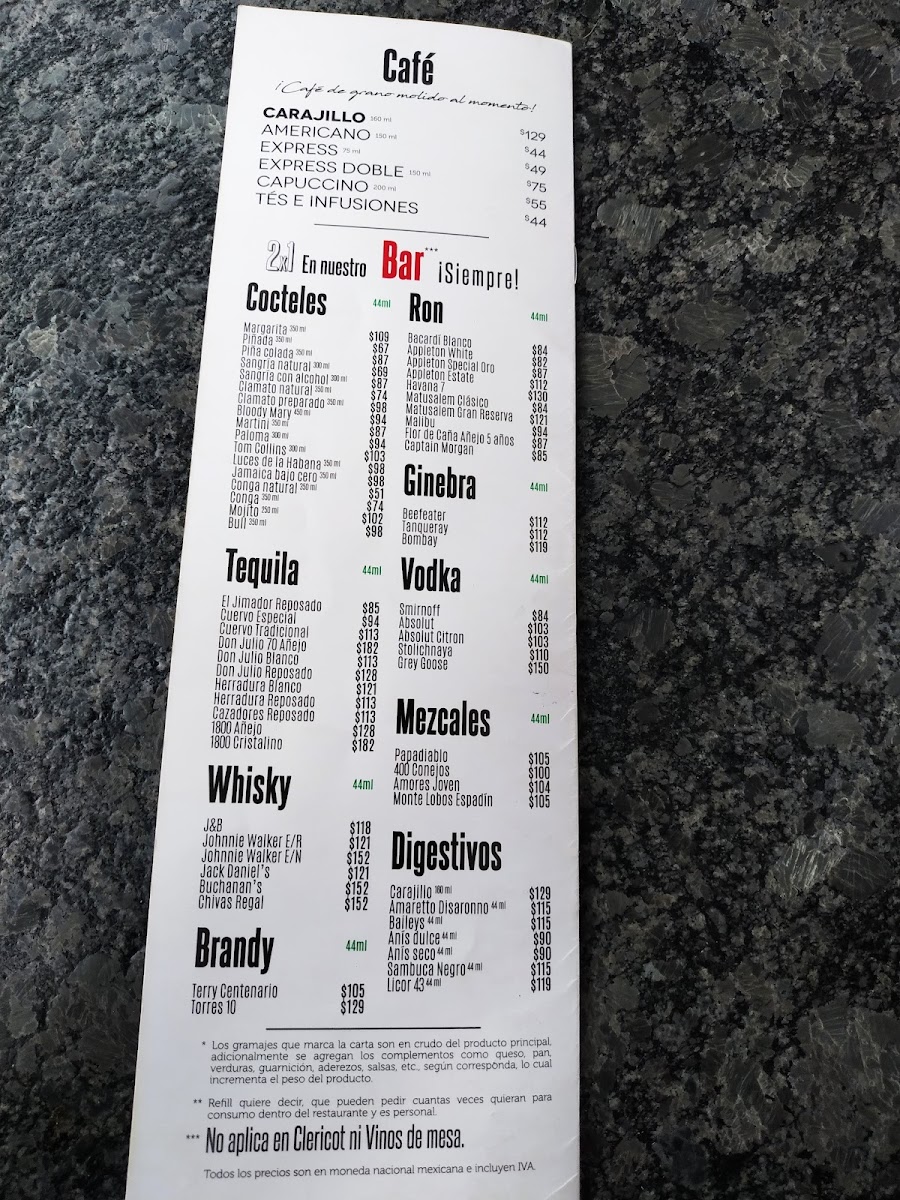 Café
¡Café de grano molido al momento!
CARAJILLO 160 ml $129
AMERICANO 150 ml $44
EXPRESS 75 ml $49
EXPRESS DOBLE 150 ml $75
CAPUCCINO 200 ml $55
TÉS E INFUSIONES $44
2x1 En nuestro Bar*** ¡Siempre!
Cocteles 44ml
Margarita 350 ml $109
Piñada 350 ml $67
Piña colada 350 ml $87
Sangría natural 300 ml $69
Sangría con alcohol 300 ml $87
Clamato natural 350 ml $74
Clamato preparado 350 ml $98
Bloody Mary 450 ml $94
Martini 350 ml $87
Paloma 300 ml $94
Tom Collins 300 ml $103
Luces de la Habana 350 ml $98
Jamaica bajo cero 350 ml $98
Conga natural 350 ml $51
Conga 350 ml $74
Mojito 250 ml $102
Bull 350 ml $98
Tequila 44ml
El Jimador Reposado $85
Cuervo Especial $94
Cuervo Tradicional $113
Don Julio 70 Añejo $182
Don Julio Blanco $113
Don Julio Reposado $128
Herradura Blanco $121
Herradura Reposado $113
Cazadores Reposado $113
1800 Añejo $128
1800 Cristalino $182
Whisky 44ml
J&B $118
Johnnie Walker E/R $121
Johnnie Walker E/N $152
Jack Daniel's $121
Buchanan's $152
Chivas Regal $152
Brandy 44ml
Terry Centenario $105
Torres 10 $129
Ron 44ml
Bacardí Blanco $84
Appleton White $82
Appleton Special Oro $87
Appleton Estate $112
Havana 7 $130
Matusalem Clásico $84
Matusalem Gran Reserva $121
Malibu $94
Flor de Caña Añejo 5 años $87
Captain Morgan $85
Ginebra 44ml
Beefeater $112
Tanqueray $112
Bombay $119
Vodka 44ml
Smirnoff $84
Absolut $103
Absolut Citron $103
Stolichnaya $110
Grey Goose $150
Mezcales 44ml
Papadiablo $105
400 Conejos $100
Amores Joven $104
Monte Lobos Espadín $105
Digestivos
Carajillo 160 ml $129
Amaretto Disaronno 44 ml $115
Baileys 44 ml $115
Anís dulce 44 ml $90
Anís seco 44 ml $90
Sambuca Negro 44 ml $115
Licor 43 44 ml $119
* Los gramajes que marca la carta son en crudo del producto principal,
adicionalmente se agregan los complementos como queso, pan,
verduras, guarnición, aderezos, salsas, etc., según corresponda, lo cual
incrementa el peso del producto.
** Refill quiere decir, que pueden pedir cuantas veces quieran para
consumo dentro del restaurante y es personal.
*** No aplica en Clericot ni Vinos de mesa.
Todos los precios son en moneda nacional mexicana e incluyen IVA.